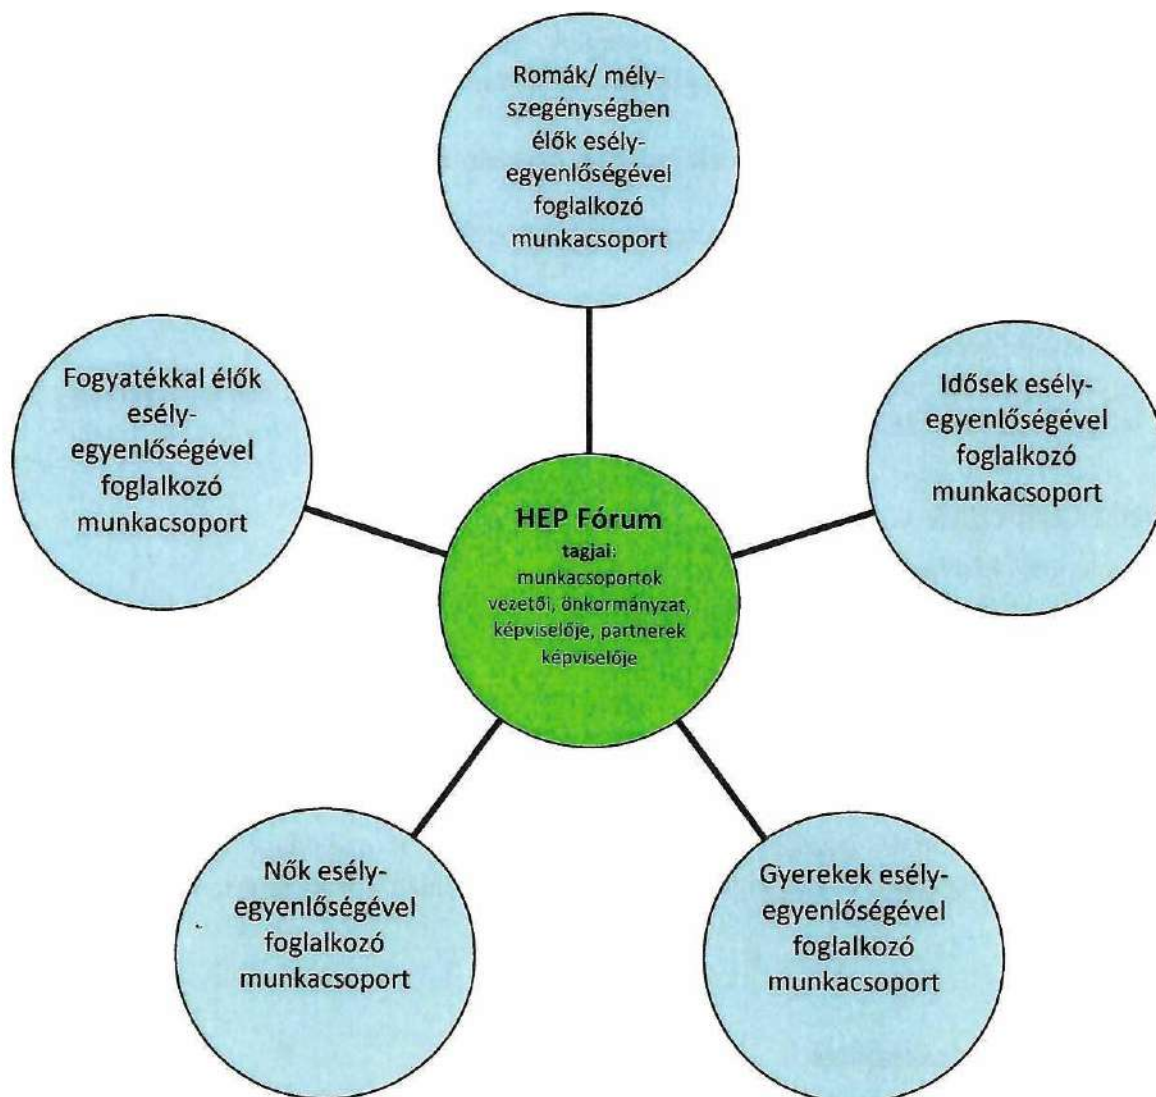 Romák/ mély-
szegénységben
élők esély-
egyenlőségével
foglalkozó
munkacsoport
Fogyatékkal élők
esély-
egyenlőségével
foglalkozó
munkacsoport
Idősek esély-
egyenlőségével
foglalkozó
munkacsoport
HEP Fórum
tagjai:
munkacsoportok
vezetői, önkormányzat,
képviselője, partnerek
képviselője
Nők esély-
egyenlőségével
foglalkozó
munkacsoport
Gyerekek esély-
egyenlőségével
foglalkozó
munkacsoport